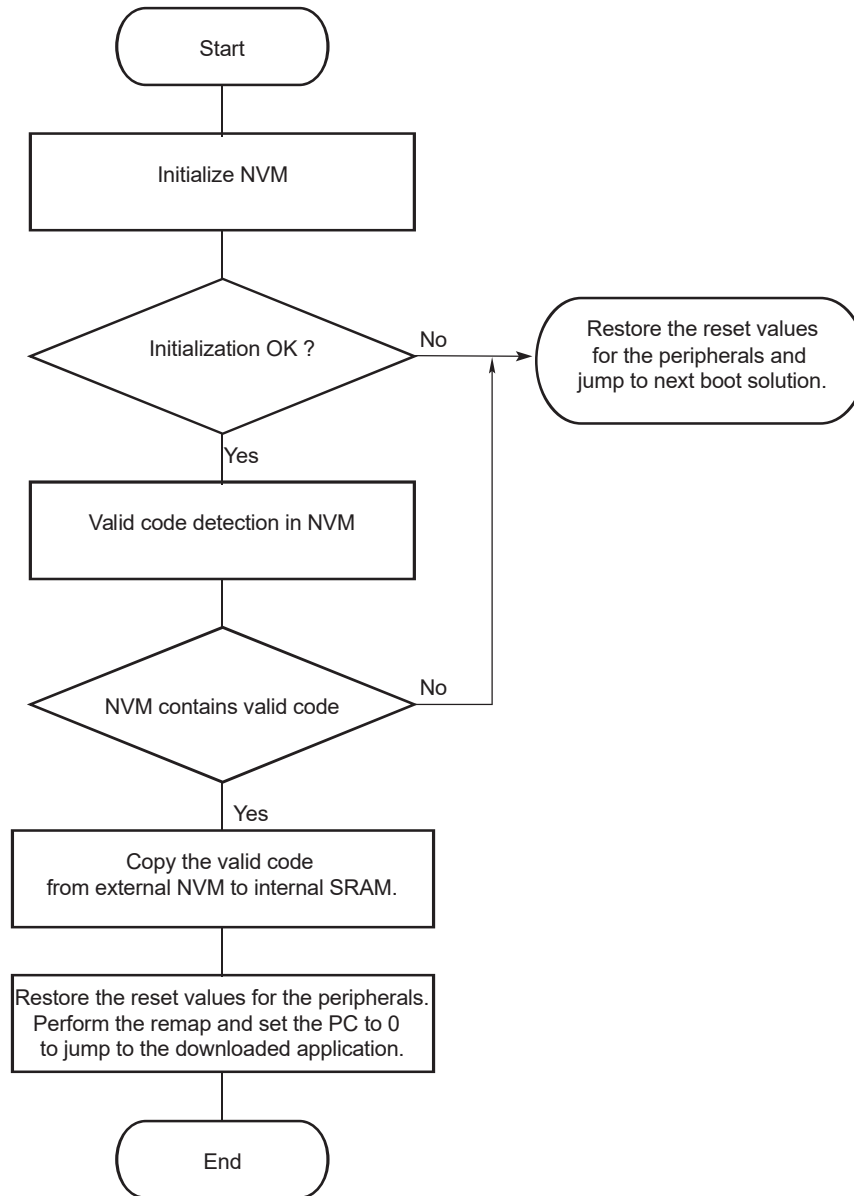 Start
Initialize NVM
Initialization OK ?
No
Restore the reset values
for the peripherals and
jump to next boot solution.
Yes
Valid code detection in NVM
NVM contains valid code
No
Yes
Copy the valid code
from external NVM to internal SRAM.
Restore the reset values for the peripherals.
Perform the remap and set the PC to 0
to jump to the downloaded application.
End